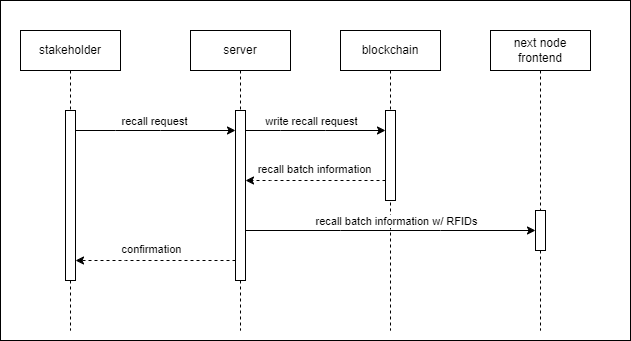 stakeholder
server
blockchain
next node
frontend
recall request
write recall request
recall batch information
recall batch information w/ RFIDs
confirmation